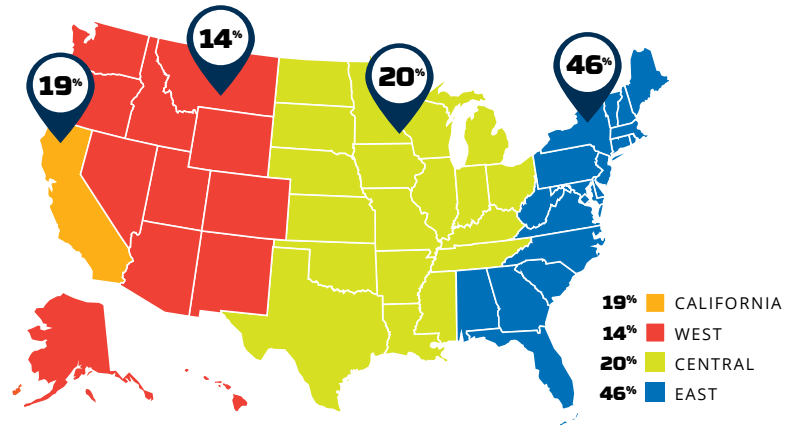 14%
46%
20%
19%
19% CALIFORNIA
14% WEST
20% CENTRAL
46% EAST